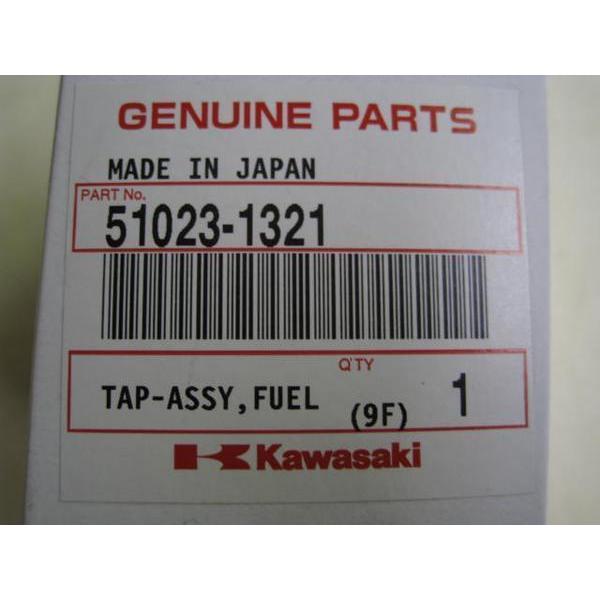 GENUINE PARTS
MADE IN JAPAN
PART No.
51023-1321
Q'TY
TAP-ASSY,FUEL (9F) 1
Kawasaki